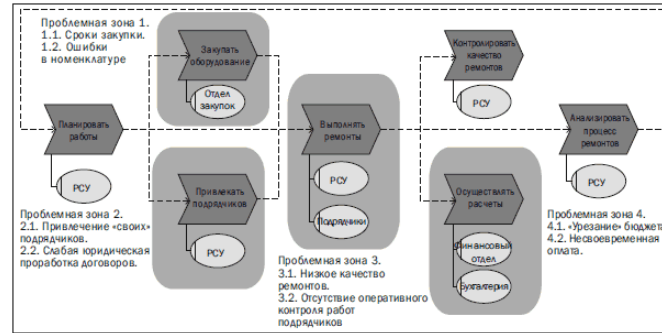 Проблемная зона 1.
1.1. Сроки закупки.
1.2. Ошибки
в номенклатуре
Закупать
оборудование
Отдел
закупок
Контролировать
качество
ремонтов
РСУ
Планировать
работы
РСУ
Выполнять
ремонты
РСУ
Подрядчики
Анализировать
процесс
ремонтов
РСУ
Привлекать
подрядчиков
РСУ
Осуществлять
расчеты
Финансовый
отдел
Бухгалтерия
Проблемная зона 2.
2.1. Привлечение «своих»
подрядчиков.
2.2. Слабая юридическая
проработка договоров.
Проблемная зона 3.
3.1. Низкое качество
ремонтов.
3.2. Отсутствие оперативного
контроля работ
подрядчиков
Проблемная зона 4.
4.1. «Урезание» бюджета
4.2. Несвоевременная
оплата.